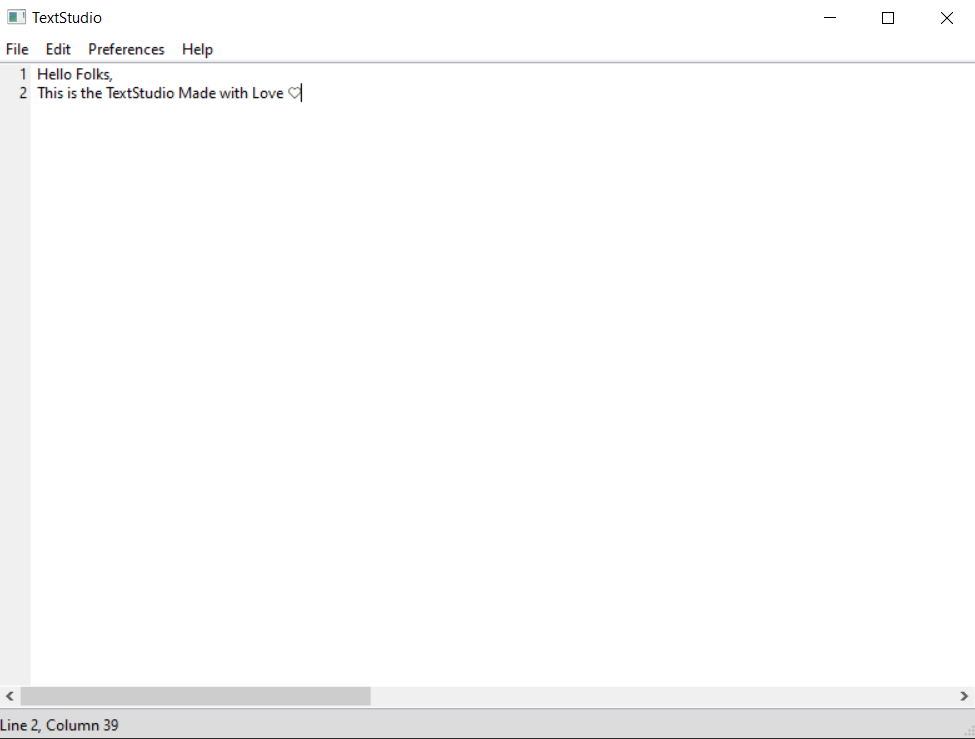 TextStudio
File Edit Preferences Help
1 Hello Folks,
2 This is the TextStudio Made with Love ♡
Line 2, Column 39